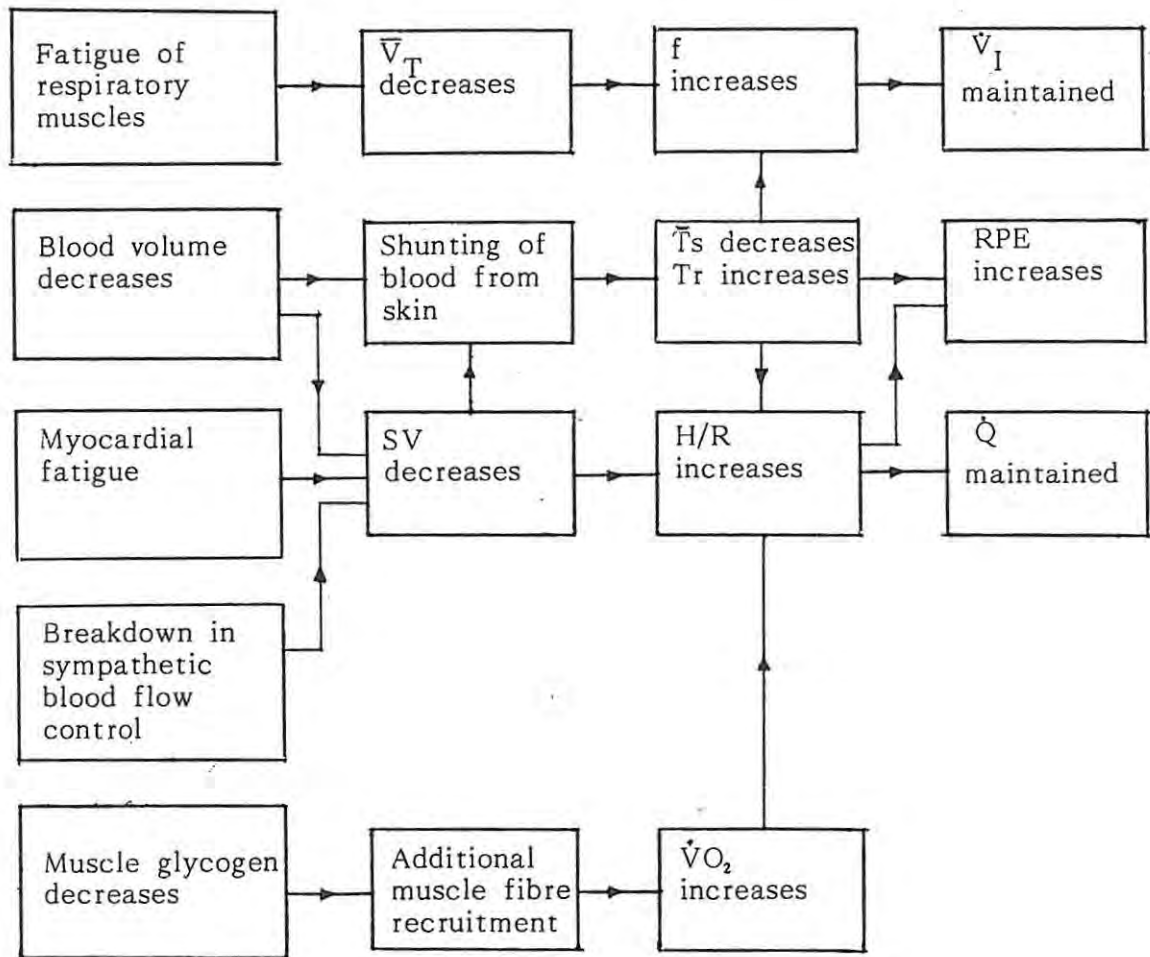 Fatigue of
respiratory
muscles
V̅T
decreases
f
increases
V̇I
maintained
Blood volume
decreases
Shunting of
blood from
skin
T̅s decreases
Tr increases
RPE
increases
Myocardial
fatigue
SV
decreases
H/R
increases
Q̇
maintained
Breakdown in
sympathetic
blood flow
control
Muscle glycogen
decreases
Additional
muscle fibre
recruitment
V̇O₂
increases